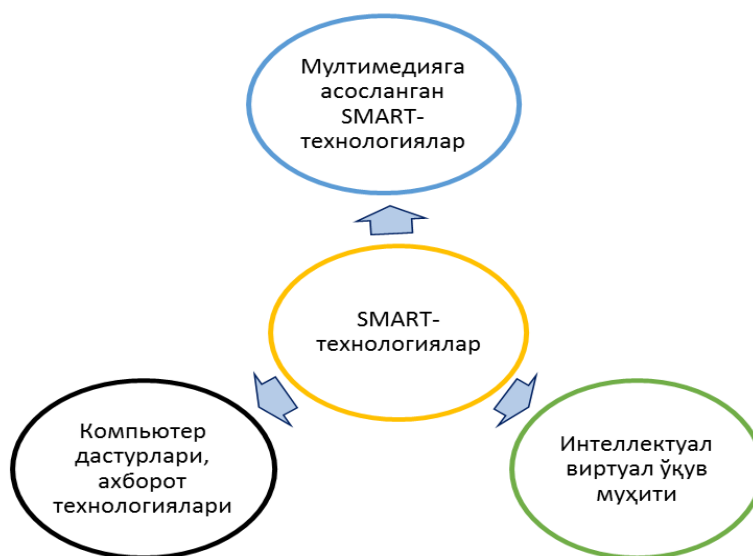 Мултимедияга
асосланган
SMART-
технологиялар
SMART-
технологиялар
Компьютер
дастурлари,
ахборот
технологиялари
Интеллектуал
виртуал ўқув
муҳити